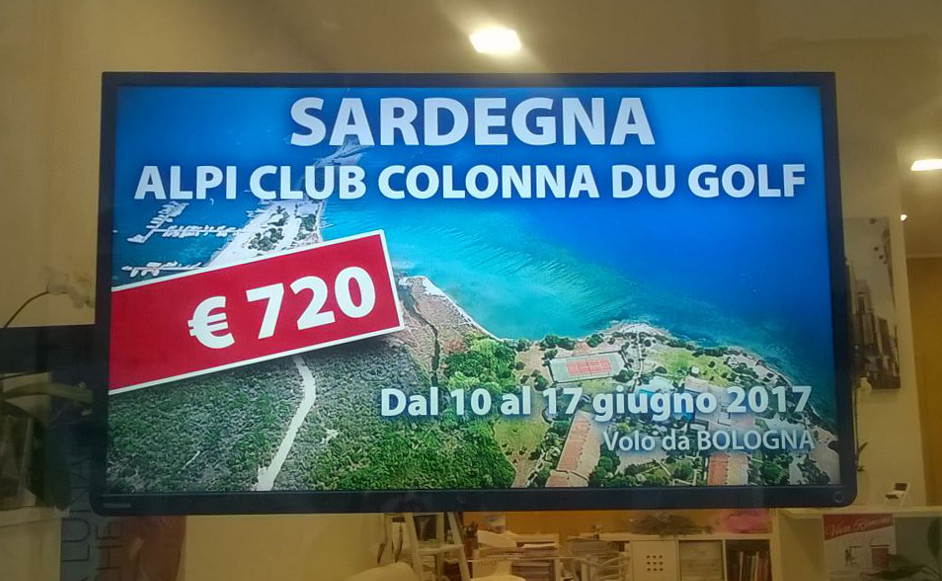 SARDEGNA
ALPI CLUB COLONNA DU GOLF
€ 720
Dal 10 al 17 giugno 2017
Volo da BOLOGNA